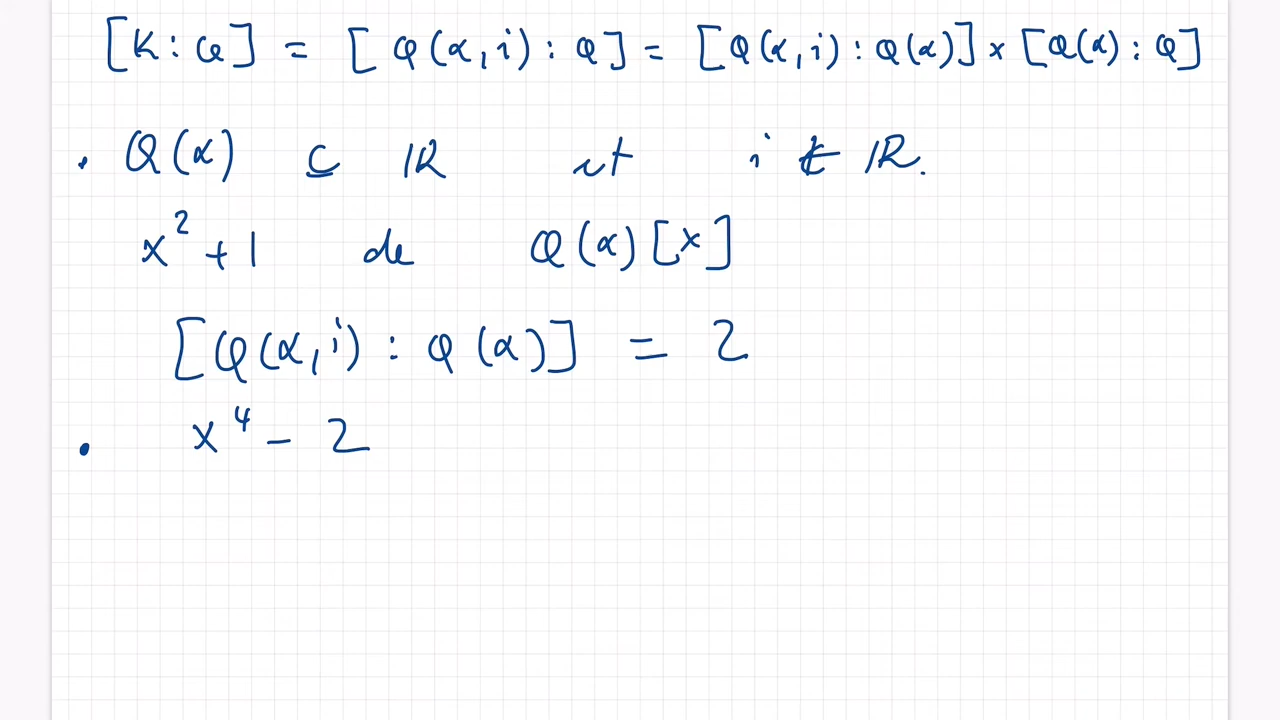 [K : Q] = [Q(α, i) : Q] = [Q(α, i) : Q(α)] × [Q(α) : Q]
. Q(α) ⊆ ℝ et i ∉ ℝ.
x² + 1 de Q(α)[x]
[Q(α, i) : Q(α)] = 2
• x⁴ - 2